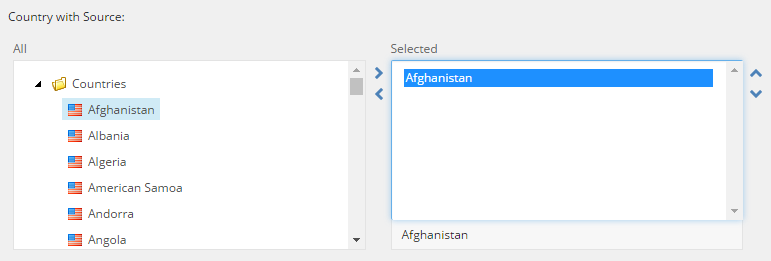 Country with Source:
All
Countries
Afghanistan
Albania
Algeria
American Samoa
Andorra
Angola
Selected
Afghanistan
Afghanistan